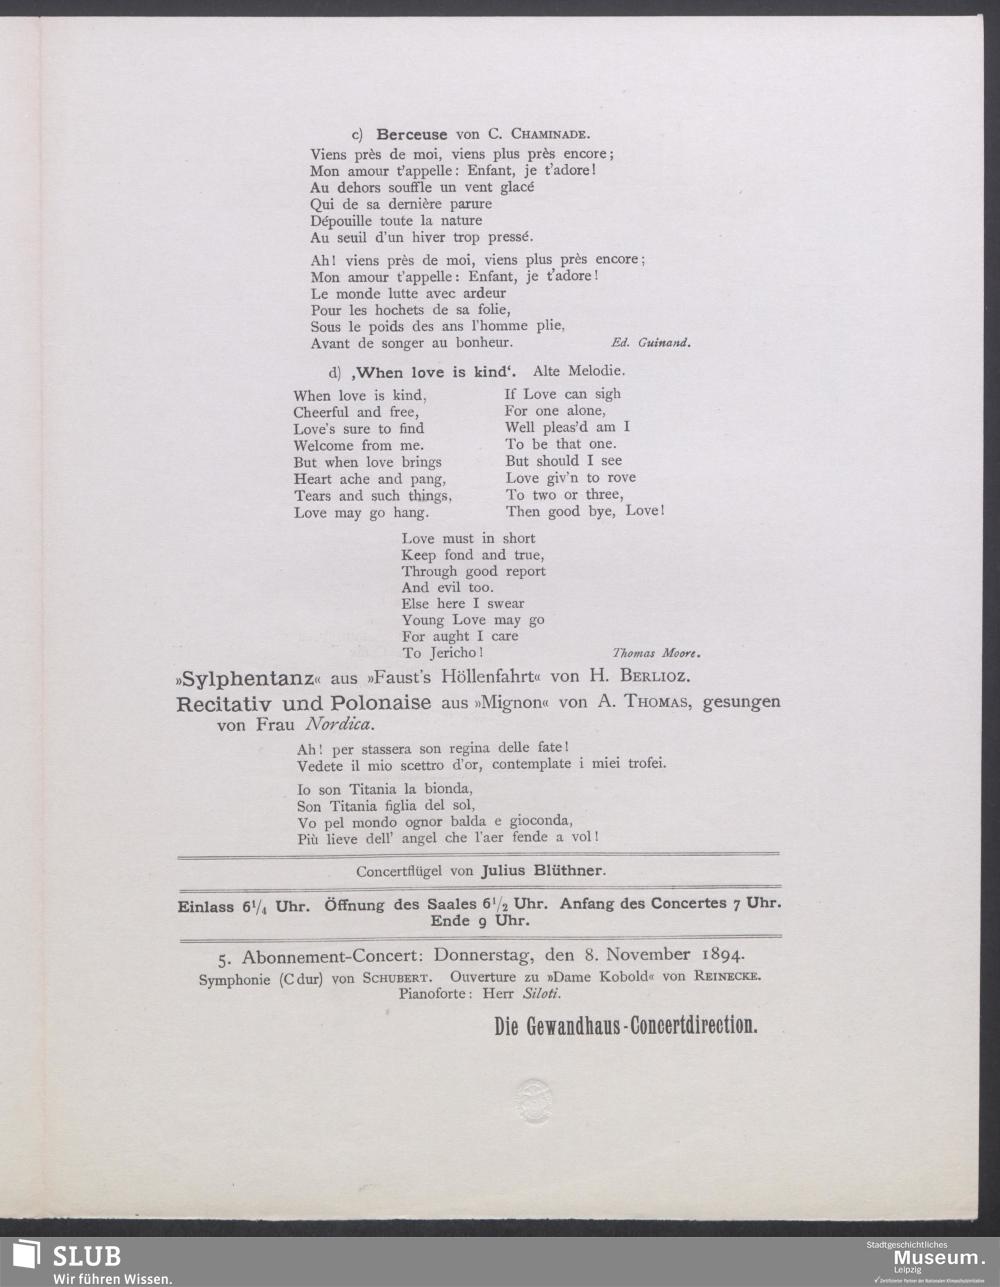 c) Berceuse von C. CHAMINADE.
Viens près de moi, viens plus près encore;
Mon amour t'appelle: Enfant, je t'adore!
Au dehors souffle un vent glacé
Qui de sa dernière parure
Dépouille toute la nature
Au seuil d'un hiver trop pressé.
Ah! viens près de moi, viens plus près encore;
Mon amour t'appelle: Enfant, je t'adore!
Le monde lutte avec ardeur
Pour les hochets de sa folie,
Sous le poids des ans l'homme plie,
Avant de songer au bonheur. Ed. Guinand.
d) ‚When love is kind‘. Alte Melodie.
When love is kind,
Cheerful and free,
Love's sure to find
Welcome from me.
But when love brings
Heart ache and pang,
Tears and such things,
Love may go hang.
If Love can sigh
For one alone,
Well pleas'd am I
To be that one.
But should I see
Love giv'n to rove
To two or three,
Then good bye, Love!
Love must in short
Keep fond and true,
Through good report
And evil too.
Else here I swear
Young Love may go
For aught I care
To Jericho! Thomas Moore.
»Sylphentanz« aus »Faust's Höllenfahrt« von H. BERLIOZ.
Recitativ und Polonaise aus »Mignon« von A. THOMAS, gesungen
von Frau Nordica.
Ah! per stassera son regina delle fate!
Vedete il mio scettro d'or, contemplate i miei trofei.
Io son Titania la bionda,
Son Titania figlia del sol,
Vo pel mondo ognor balda e gioconda,
Più lieve dell' angel che l'aer fende a vol!
Concertflügel von Julius Blüthner.
Einlass 6¹/₄ Uhr. Öffnung des Saales 6¹/₂ Uhr. Anfang des Concertes 7 Uhr.
Ende 9 Uhr.
5. Abonnement-Concert: Donnerstag, den 8. November 1894.
Symphonie (C dur) von SCHUBERT. Ouverture zu »Dame Kobold« von REINECKE.
Pianoforte: Herr Siloti.
Die Gewandhaus-Concertdirection.
SLUB
Wir führen Wissen.
Stadtgeschichtliches
Museum.
Leipzig
✓ Zertifizierter Partner der Nationalen Klimaschutzinitiative